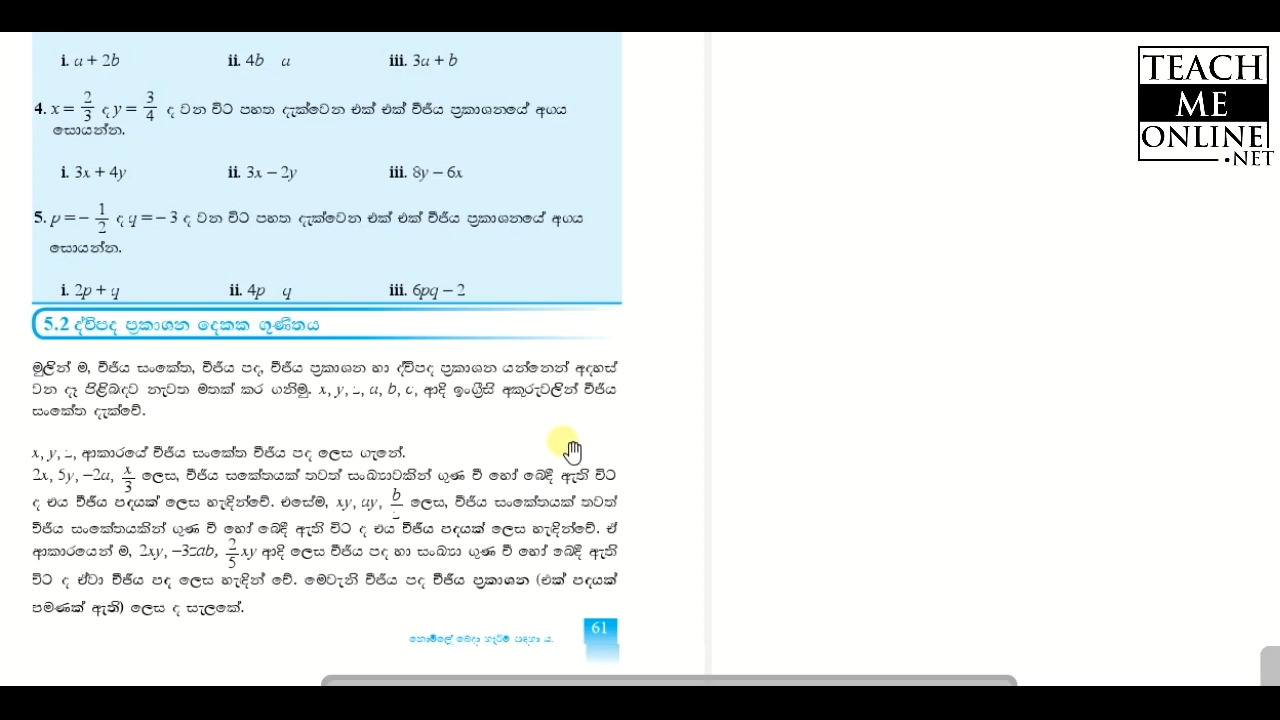 i. a + 2b ii. 4b a iii. 3a + b
4. x = 2/3 ද y = 3/4 ද වන විට පහත දැක්වෙන එක් එක් වීජීය ප්‍රකාශනයේ අගය
සොයන්න.
i. 3x + 4y ii. 3x − 2y iii. 8y − 6x
5. p = − 1/2 ද q = − 3 ද වන විට පහත දැක්වෙන එක් එක් වීජීය ප්‍රකාශනයේ අගය
සොයන්න.
i. 2p + q ii. 4p q iii. 6pq − 2
5.2 ද්විපද ප්‍රකාශන දෙකක ගුණිතය
මුලින් ම, වීජීය සංකේත, වීජීය පද, වීජීය ප්‍රකාශන හා ද්විපද ප්‍රකාශන යන්නෙන් අදහස්
වන දෑ පිළිබඳව නැවත මතක් කර ගනිමු. x, y, a, b, c, ආදි ඉංග්‍රීසි අකුරුවලින් වීජීය
සංකේත දැක්වේ.
x, y, ආකාරයේ වීජීය සංකේත වීජීය පද ලෙස ගැනේ.
2x, 5y, −2a, x/3 ලෙස, වීජීය සංකේතයක් තවත් සංඛ්‍යාවකින් ගුණ වී හෝ බෙදී ඇති විට
ද එය වීජීය පදයක් ලෙස හැඳින්වේ. එසේම, xy, ay, b ලෙස, වීජීය සංකේතයක් තවත්
වීජීය සංකේතයකින් ගුණ වී හෝ බෙදී ඇති විට ද එය වීජීය පදයක් ලෙස හැඳින්වේ. ඒ
ආකාරයෙන් ම, 2xy, 2/5 xy ආදි ලෙස වීජීය පද හා සංඛ්‍යා ගුණ වී හෝ බෙදී ඇති
විට ද ඒවා වීජීය පද ලෙස හැඳින් වේ. මෙවැනි වීජීය පද වීජීය ප්‍රකාශන (එක් පදයක්
පමණක් ඇති) ලෙස ද සැලකේ.
නොමිලේ බෙදා හැරීම සඳහා ය. 61
TEACH
ME
ONLINE
.NET